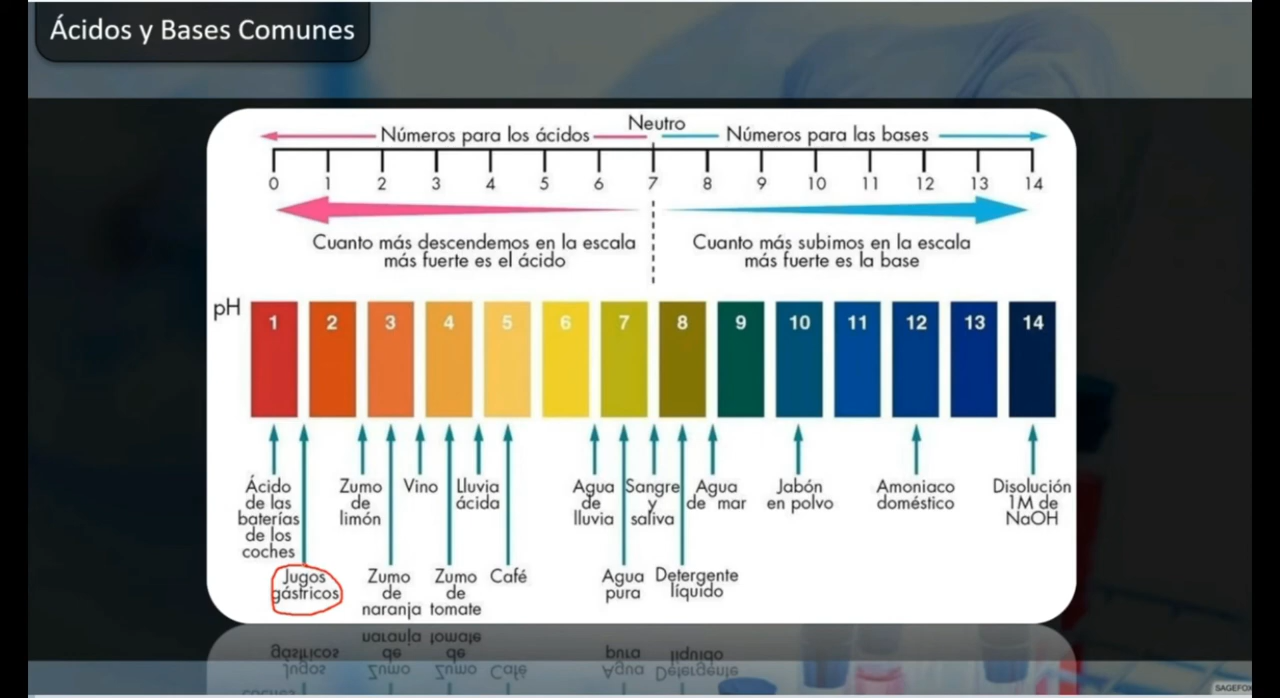 Ácidos y Bases Comunes
Neutro
Números para los ácidos
Números para las bases
0 1 2 3 4 5 6 7 8 9 10 11 12 13 14
Cuanto más descendemos en la escala
más fuerte es el ácido
Cuanto más subimos en la escala
más fuerte es la base
pH
1 2 3 4 5 6 7 8 9 10 11 12 13 14
Ácido
de las
baterías
de los
coches
Zumo
de
limón
Vino
Lluvia
ácida
Agua
de
lluvia
Sangre
y
saliva
Agua
de mar
Jabón
en polvo
Amoniaco
doméstico
Disolución
1M de
NaOH
Jugos
gástricos
Zumo
de
naranja
Zumo
de
tomate
Café
Agua
pura
Detergente
líquido
SAGEFOX